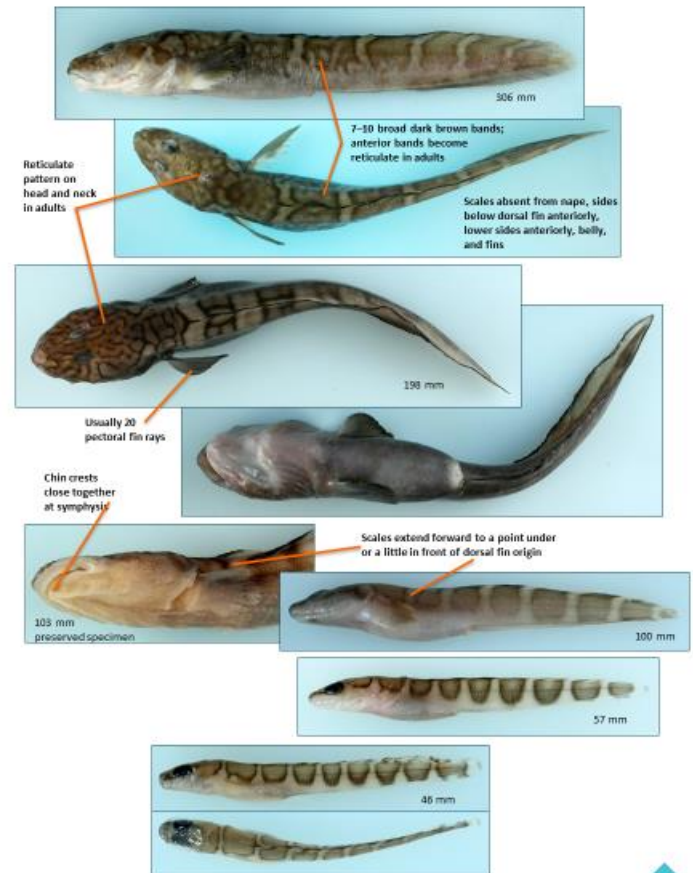 306 mm
7–10 broad dark brown bands;
anterior bands become
reticulate in adults
Reticulate
pattern on
head and neck
in adults
Scales absent from nape, sides
below dorsal fin anteriorly,
lower sides anteriorly, belly,
and fins
198 mm
Usually 20
pectoral fin rays
Chin crests
close together
at symphysis
Scales extend forward to a point under
or a little in front of dorsal fin origin
103 mm
preserved specimen
100 mm
57 mm
46 mm